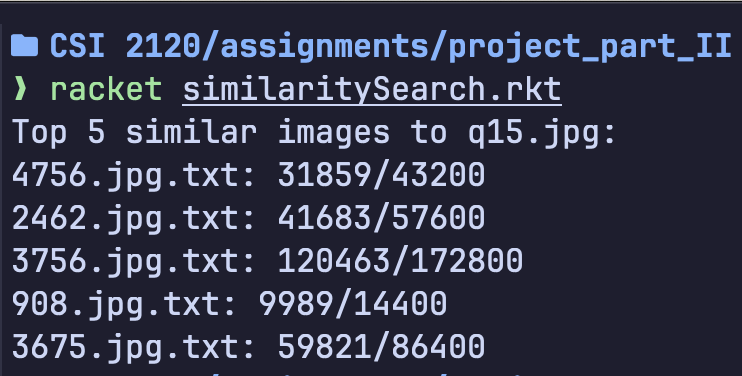 CSI 2120/assignments/project_part_II
❱ racket similaritySearch.rkt
Top 5 similar images to q15.jpg:
4756.jpg.txt: 31859/43200
2462.jpg.txt: 41683/57600
3756.jpg.txt: 120463/172800
908.jpg.txt: 9989/14400
3675.jpg.txt: 59821/86400